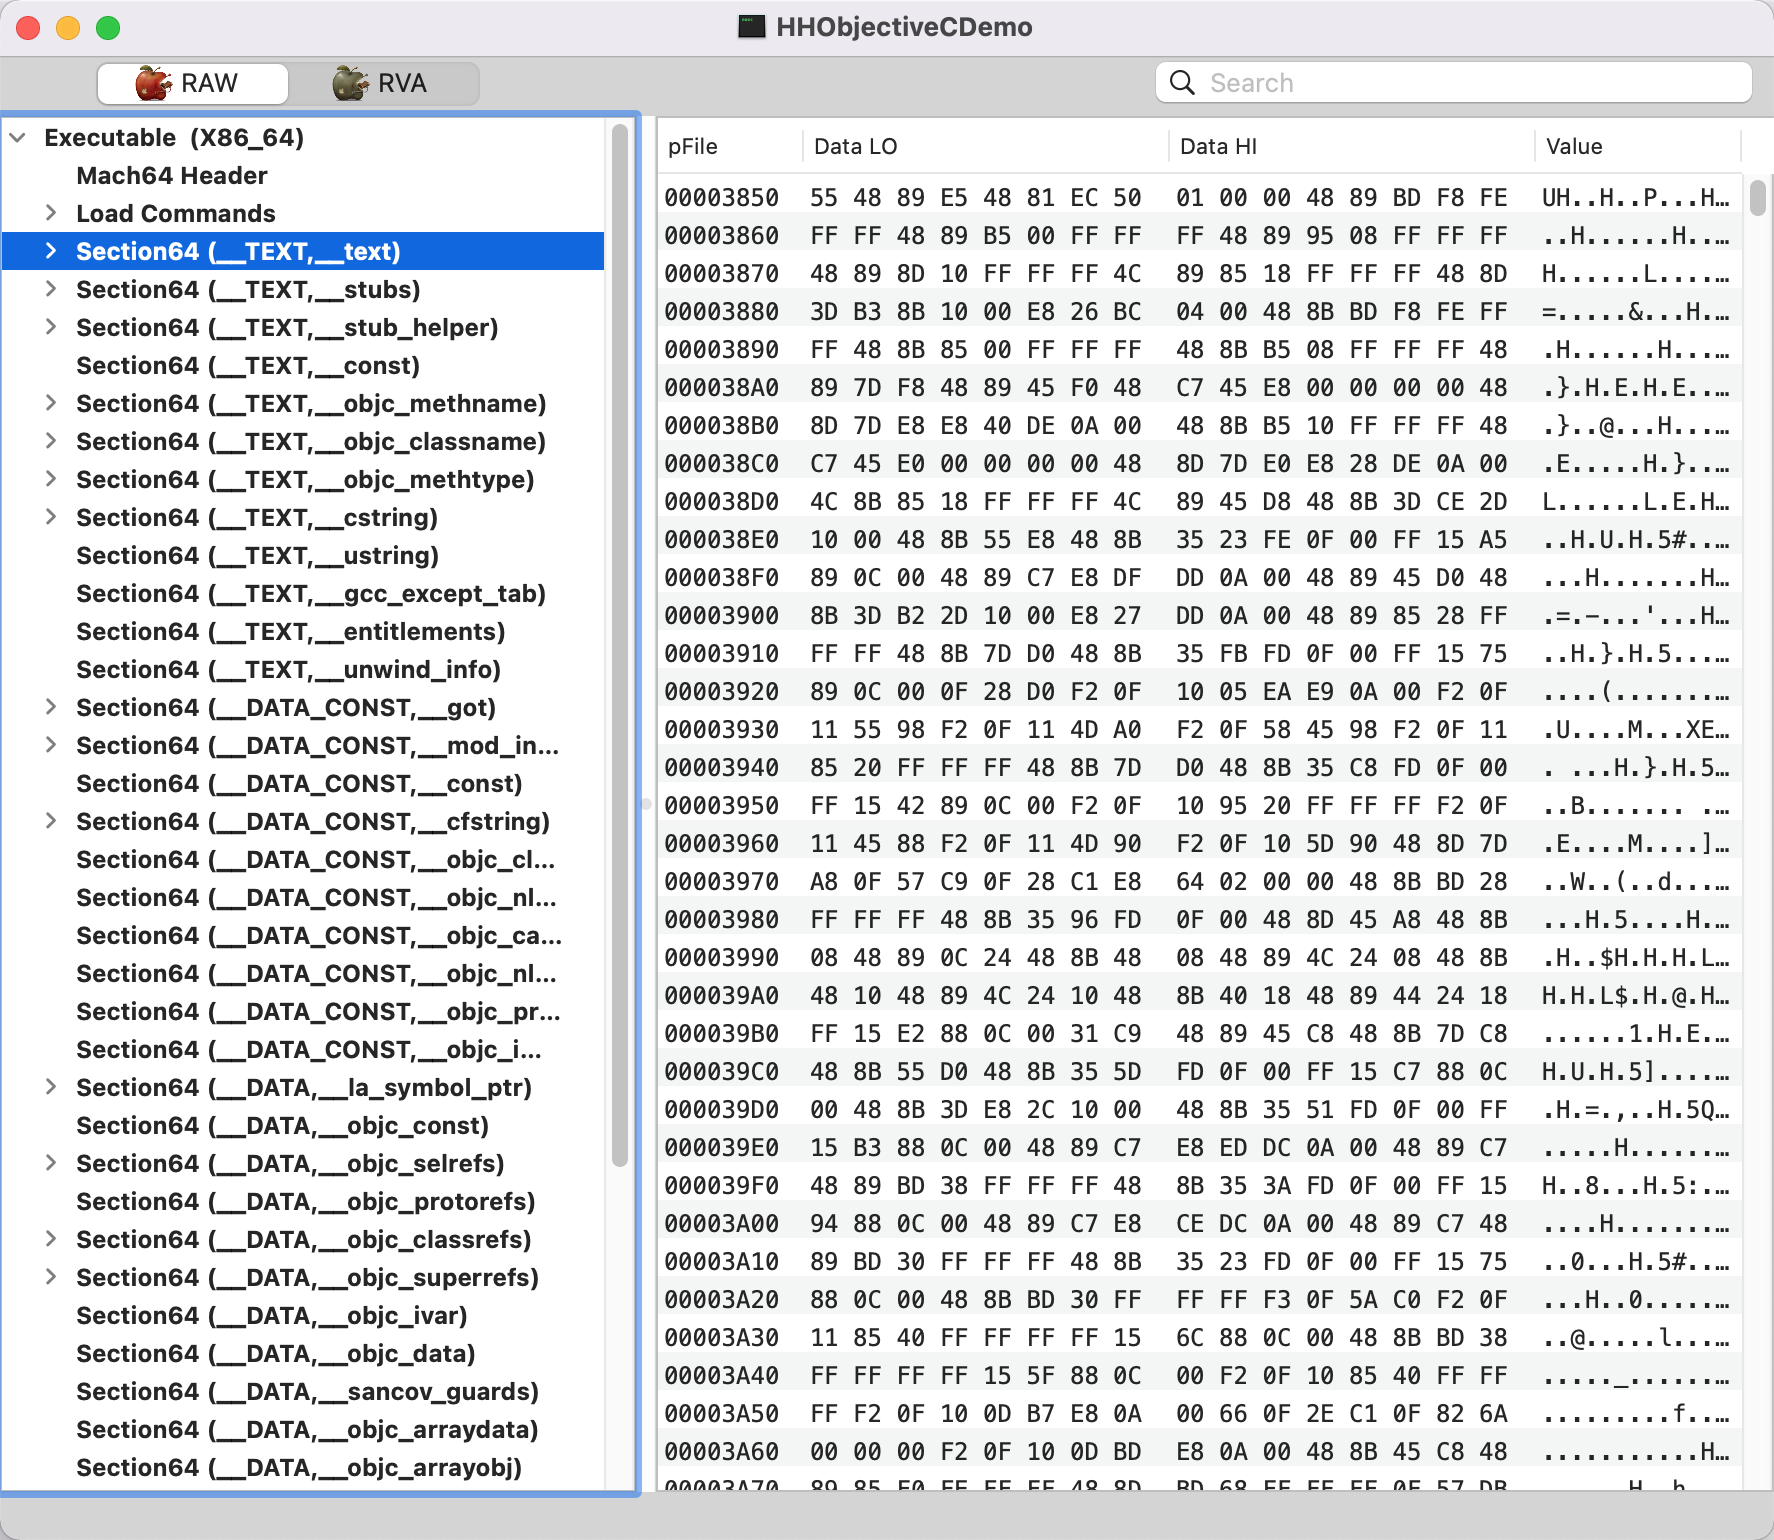 HHObjectiveCDemo
RAW
RVA
Search
Executable (X86_64)
Mach64 Header
Load Commands
Section64 (__TEXT,__text)
Section64 (__TEXT,__stubs)
Section64 (__TEXT,__stub_helper)
Section64 (__TEXT,__const)
Section64 (__TEXT,__objc_methname)
Section64 (__TEXT,__objc_classname)
Section64 (__TEXT,__objc_methtype)
Section64 (__TEXT,__cstring)
Section64 (__TEXT,__ustring)
Section64 (__TEXT,__gcc_except_tab)
Section64 (__TEXT,__entitlements)
Section64 (__TEXT,__unwind_info)
Section64 (__DATA_CONST,__got)
Section64 (__DATA_CONST,__mod_in...
Section64 (__DATA_CONST,__const)
Section64 (__DATA_CONST,__cfstring)
Section64 (__DATA_CONST,__objc_cl...
Section64 (__DATA_CONST,__objc_nl...
Section64 (__DATA_CONST,__objc_ca...
Section64 (__DATA_CONST,__objc_nl...
Section64 (__DATA_CONST,__objc_pr...
Section64 (__DATA_CONST,__objc_i...
Section64 (__DATA,__la_symbol_ptr)
Section64 (__DATA,__objc_const)
Section64 (__DATA,__objc_selrefs)
Section64 (__DATA,__objc_protorefs)
Section64 (__DATA,__objc_classrefs)
Section64 (__DATA,__objc_superrefs)
Section64 (__DATA,__objc_ivar)
Section64 (__DATA,__objc_data)
Section64 (__DATA,__sancov_guards)
Section64 (__DATA,__objc_arraydata)
Section64 (__DATA,__objc_arrayobj)
pFile Data LO Data HI Value
00003850 55 48 89 E5 48 81 EC 50 01 00 00 48 89 BD F8 FE UH..H..P...H…
00003860 FF FF 48 89 B5 00 FF FF FF 48 89 95 08 FF FF FF ..H......H..…
00003870 48 89 8D 10 FF FF FF 4C 89 85 18 FF FF FF 48 8D H......L....…
00003880 3D B3 8B 10 00 E8 26 BC 04 00 48 8B BD F8 FE FF =.....&...H.…
00003890 FF 48 8B 85 00 FF FF FF 48 8B B5 08 FF FF FF 48 .H......H...…
000038A0 89 7D F8 48 89 45 F0 48 C7 45 E8 00 00 00 00 48 .}.H.E.H.E..…
000038B0 8D 7D E8 E8 40 DE 0A 00 48 8B B5 10 FF FF FF 48 .}..@...H...…
000038C0 C7 45 E0 00 00 00 00 48 8D 7D E0 E8 28 DE 0A 00 .E.....H.}..…
000038D0 4C 8B 85 18 FF FF FF 4C 89 45 D8 48 8B 3D CE 2D L......L.E.H…
000038E0 10 00 48 8B 55 E8 48 8B 35 23 FE 0F 00 FF 15 A5 ..H.U.H.5#..…
000038F0 89 0C 00 48 89 C7 E8 DF DD 0A 00 48 89 45 D0 48 ...H.......H…
00003900 8B 3D B2 2D 10 00 E8 27 DD 0A 00 48 89 85 28 FF .=.-...'...H…
00003910 FF FF 48 8B 7D D0 48 8B 35 FB FD 0F 00 FF 15 75 ..H.}.H.5...…
00003920 89 0C 00 0F 28 D0 F2 0F 10 05 EA E9 0A 00 F2 0F ....(.......…
00003930 11 55 98 F2 0F 11 4D A0 F2 0F 58 45 98 F2 0F 11 .U....M...XE…
00003940 85 20 FF FF FF 48 8B 7D D0 48 8B 35 C8 FD 0F 00 . ...H.}.H.5…
00003950 FF 15 42 89 0C 00 F2 0F 10 95 20 FF FF FF F2 0F ..B....... .…
00003960 11 45 88 F2 0F 11 4D 90 F2 0F 10 5D 90 48 8D 7D .E....M....]…
00003970 A8 0F 57 C9 0F 28 C1 E8 64 02 00 00 48 8B BD 28 ..W..(..d...…
00003980 FF FF FF 48 8B 35 96 FD 0F 00 48 8D 45 A8 48 8B ...H.5....H.…
00003990 08 48 89 0C 24 48 8B 48 08 48 89 4C 24 08 48 8B .H..$H.H.H.L…
000039A0 48 10 48 89 4C 24 10 48 8B 40 18 48 89 44 24 18 H.H.L$.H.@.H…
000039B0 FF 15 E2 88 0C 00 31 C9 48 89 45 C8 48 8B 7D C8 ......1.H.E.…
000039C0 48 8B 55 D0 48 8B 35 5D FD 0F 00 FF 15 C7 88 0C H.U.H.5]....…
000039D0 00 48 8B 3D E8 2C 10 00 48 8B 35 51 FD 0F 00 FF .H.=.,..H.5Q…
000039E0 15 B3 88 0C 00 48 89 C7 E8 ED DC 0A 00 48 89 C7 .....H......…
000039F0 48 89 BD 38 FF FF FF 48 8B 35 3A FD 0F 00 FF 15 H..8...H.5:.…
00003A00 94 88 0C 00 48 89 C7 E8 CE DC 0A 00 48 89 C7 48 ....H.......…
00003A10 89 BD 30 FF FF FF 48 8B 35 23 FD 0F 00 FF 15 75 ..0...H.5#..…
00003A20 88 0C 00 48 8B BD 30 FF FF FF F3 0F 5A C0 F2 0F ...H..0.....…
00003A30 11 85 40 FF FF FF FF 15 6C 88 0C 00 48 8B BD 38 ..@.....l...…
00003A40 FF FF FF FF 15 5F 88 0C 00 F2 0F 10 85 40 FF FF ....._......…
00003A50 FF F2 0F 10 0D B7 E8 0A 00 66 0F 2E C1 0F 82 6A .........f..…
00003A60 00 00 00 F2 0F 10 0D BD E8 0A 00 48 8B 45 C8 48 ...........H…